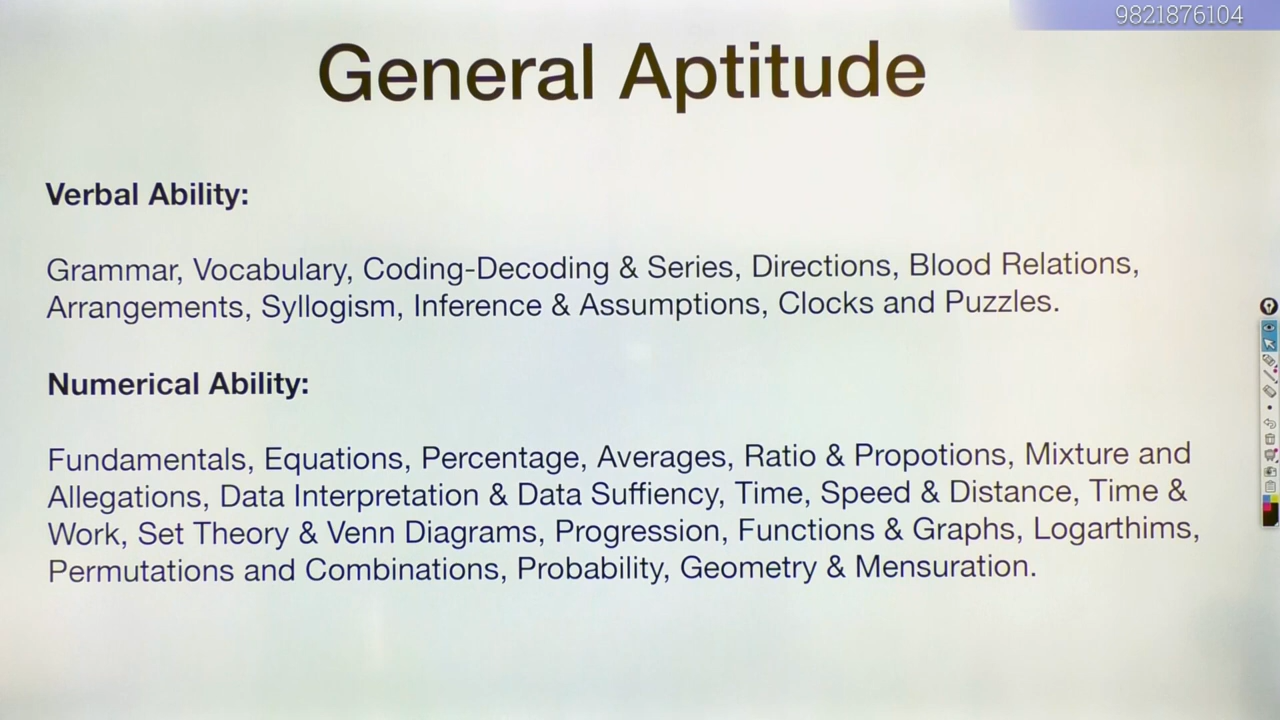 9821876104
General Aptitude
Verbal Ability:
Grammar, Vocabulary, Coding-Decoding & Series, Directions, Blood Relations,
Arrangements, Syllogism, Inference & Assumptions, Clocks and Puzzles.
Numerical Ability:
Fundamentals, Equations, Percentage, Averages, Ratio & Propotions, Mixture and
Allegations, Data Interpretation & Data Suffiency, Time, Speed & Distance, Time &
Work, Set Theory & Venn Diagrams, Progression, Functions & Graphs, Logarthims,
Permutations and Combinations, Probability, Geometry & Mensuration.